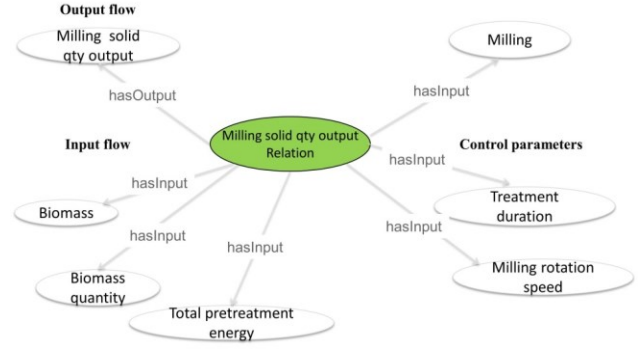 Output flow
Milling solid
qty output
Milling
hasOutput
hasInput
Milling solid qty output
Relation
Input flow
Control parameters
hasInput
hasInput
Biomass
Treatment
duration
hasInput
hasInput
hasInput
Biomass
quantity
Milling rotation
speed
Total pretreatment
energy